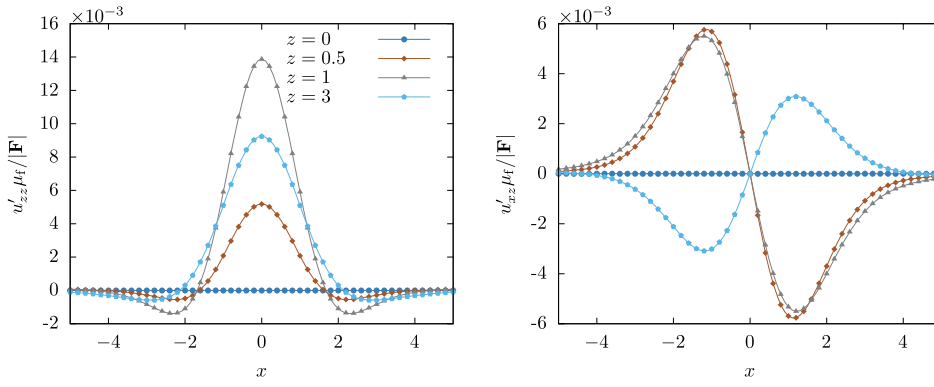 ×10⁻³
16
14
12
10
8
6
4
2
0
-2
−4 −2 0 2 4
x
u′zzμf/|F|
z = 0
z = 0.5
z = 1
z = 3
×10⁻³
6
4
2
0
-2
-4
-6
−4 −2 0 2 4
x
u′xzμf/|F|